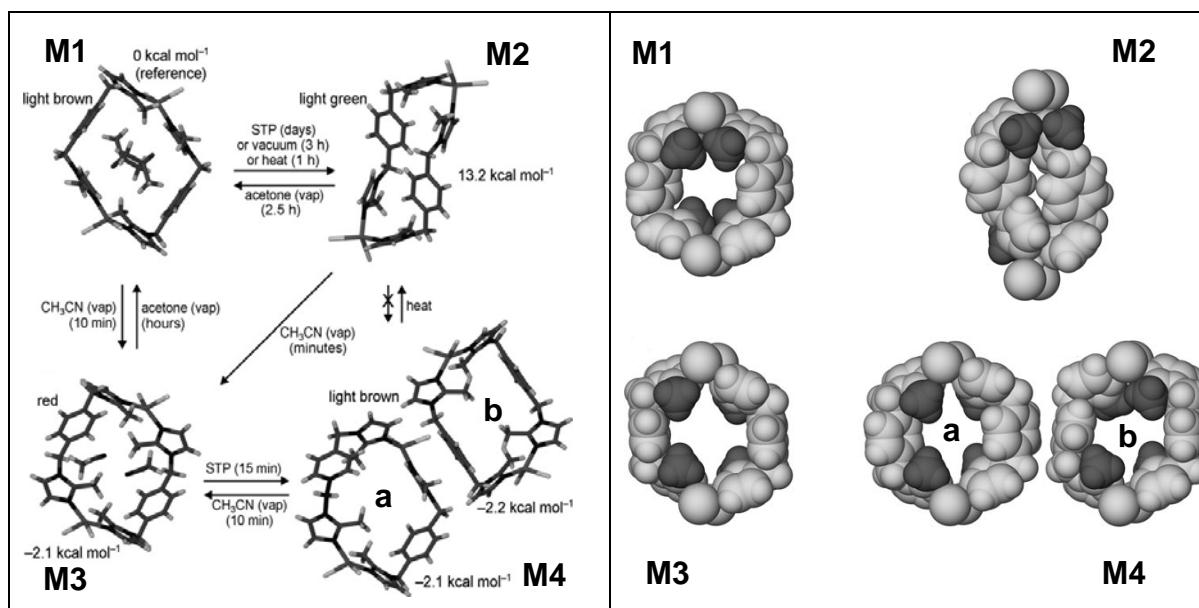 M1
0 kcal mol⁻¹
(reference)
light brown
M2
light green
STP (days)
or vacuum (3 h)
or heat (1 h)
acetone (vap)
(2.5 h)
13.2 kcal mol⁻¹
CH₃CN (vap)
(10 min)
acetone (vap)
(hours)
CH₃CN (vap)
(minutes)
heat
red
light brown
b
STP (15 min)
CH₃CN (vap)
(10 min)
a
–2.2 kcal mol⁻¹
–2.1 kcal mol⁻¹
M3
–2.1 kcal mol⁻¹
M4
M1
M2
a
b
M3
M4